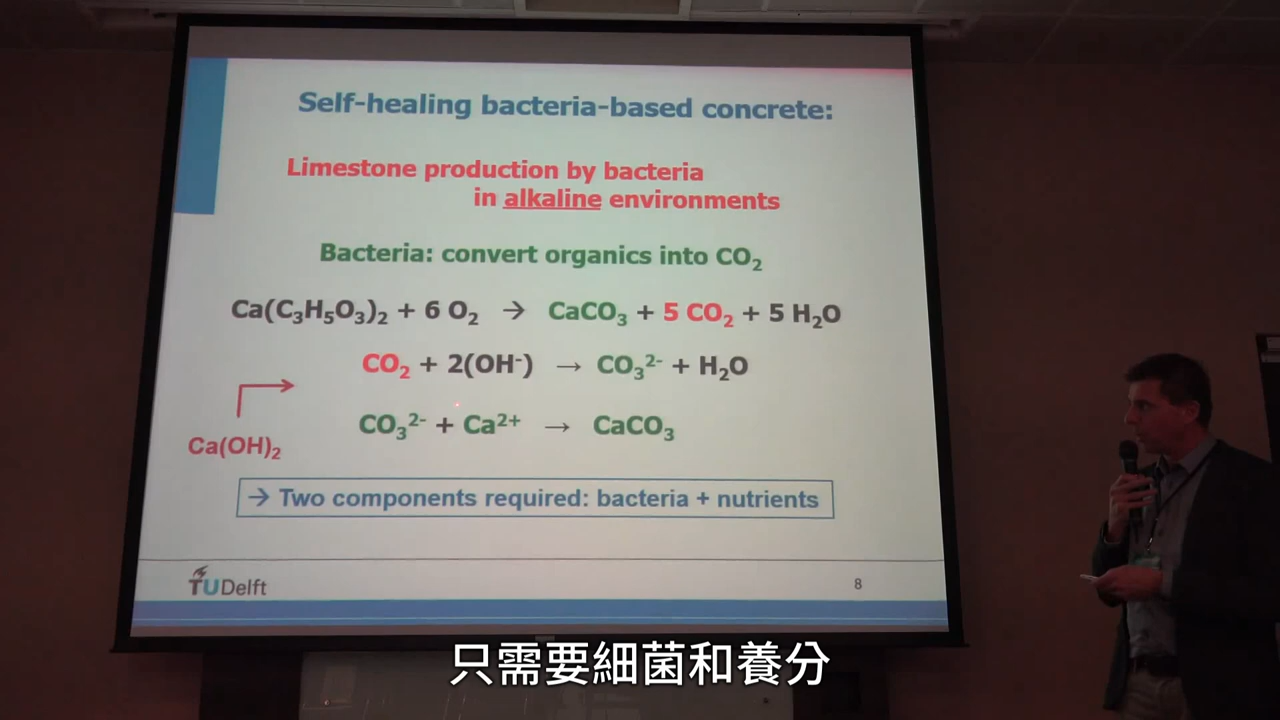 Self-healing bacteria-based concrete:
Limestone production by bacteria
in alkaline environments
Bacteria: convert organics into CO₂
Ca(C₃H₅O₃)₂ + 6 O₂ → CaCO₃ + 5 CO₂ + 5 H₂O
CO₂ + 2(OH⁻) → CO₃²⁻ + H₂O
CO₃²⁻ + Ca²⁺ → CaCO₃
Ca(OH)₂
→ Two components required: bacteria + nutrients
TUDelft
8
只需要細菌和養分